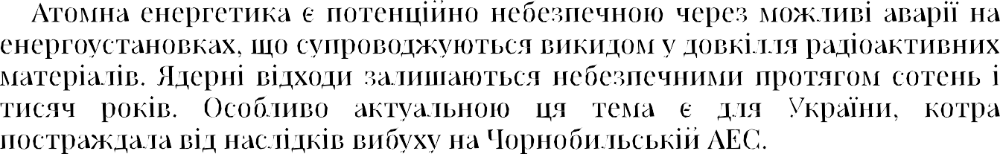 Атомна енергетика є потенційно небезпечною через можливі аварії на
енергоустановках, що супроводжуються викидом у довкілля радіоактивних
матеріалів. Ядерні відходи залишаються небезпечними протягом сотень і
тисяч років. Особливо актуальною ця тема є для України, котра
постраждала від наслідків вибуху на Чорнобильській АЕС.